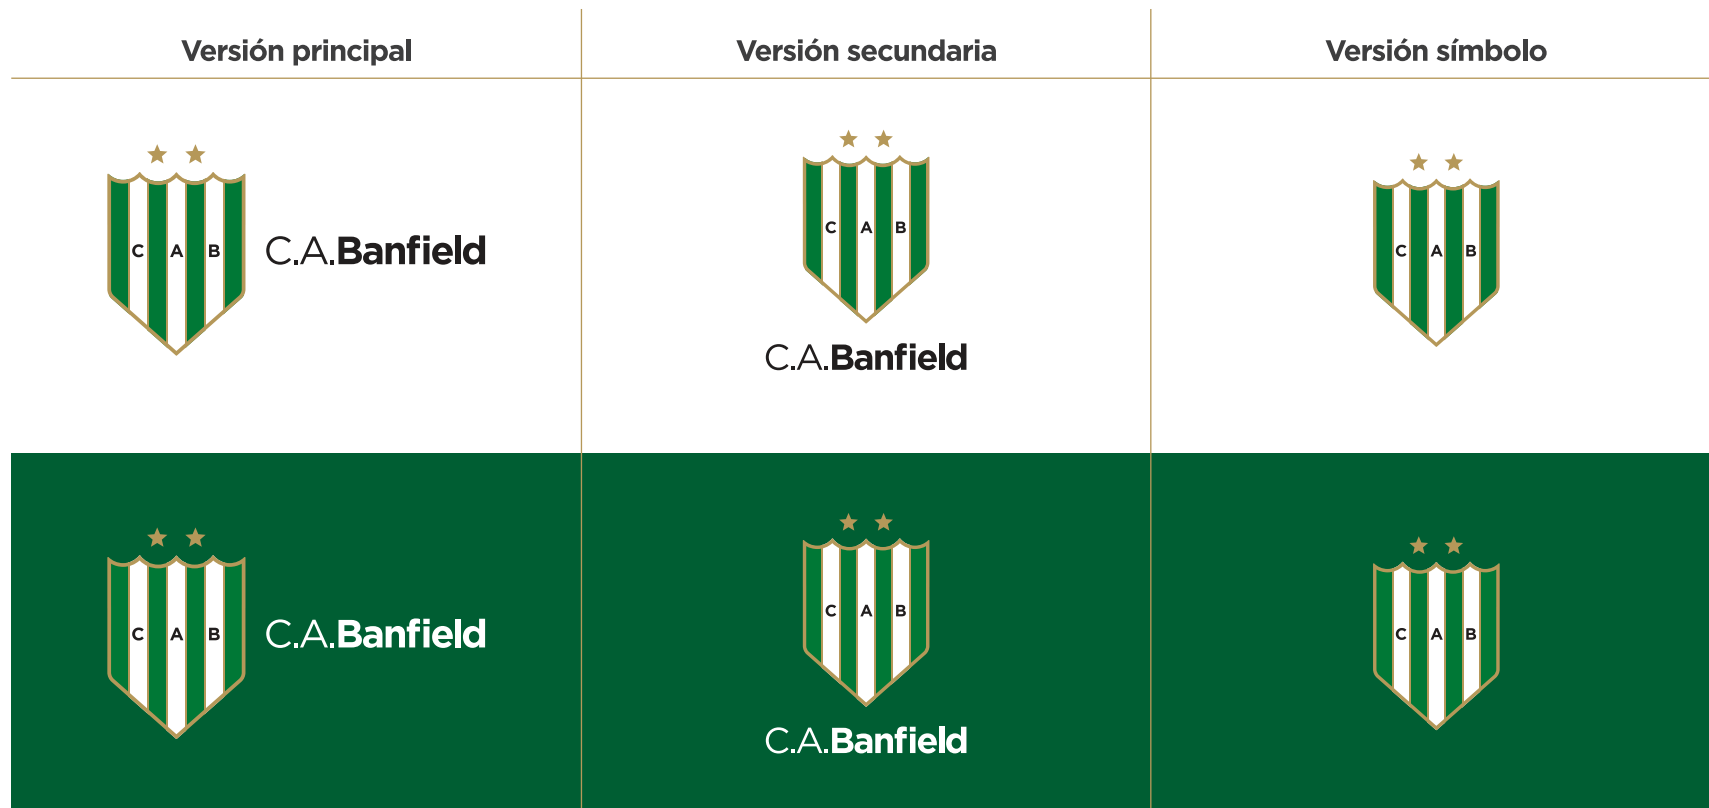 Versión principal
Versión secundaria
Versión símbolo
C A B
C.A.Banfield
C A B
C.A.Banfield
C A B
C A B
C.A.Banfield
C A B
C.A.Banfield
C A B